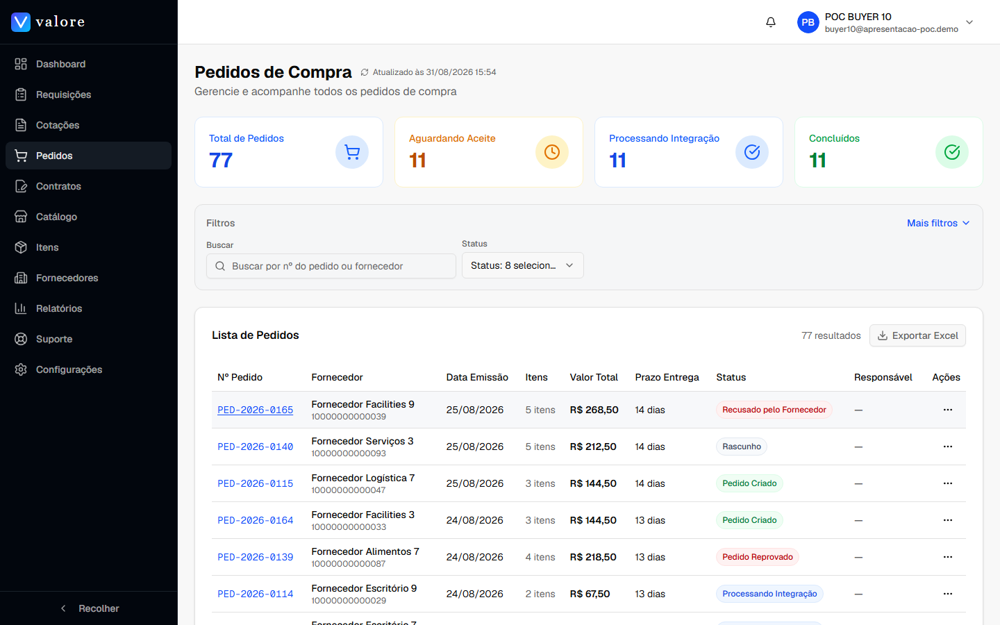 valore
POC BUYER 10
PB
buyer10@apresentacao-poc.demo
Dashboard
Requisições
Cotações
Pedidos
Contratos
Catálogo
Itens
Fornecedores
Relatórios
Suporte
Configurações
Recolher
Pedidos de Compra
Atualizado às 31/08/2026 15:54
Gerencie e acompanhe todos os pedidos de compra
Total de Pedidos
77
Aguardando Aceite
11
Processando Integração
11
Concluídos
11
Filtros
Mais filtros
Buscar
Status
Buscar por nº do pedido ou fornecedor
Status: 8 selecion...
Lista de Pedidos
77 resultados
Exportar Excel
Nº Pedido Fornecedor Data Emissão Itens Valor Total Prazo Entrega Status Responsável Ações
PED-2026-0165 Fornecedor Facilities 9 25/08/2026 5 itens R$ 268,50 14 dias Recusado pelo Fornecedor — ...
10000000000039
PED-2026-0140 Fornecedor Serviços 3 25/08/2026 5 itens R$ 212,50 14 dias Rascunho — ...
10000000000093
PED-2026-0115 Fornecedor Logística 7 25/08/2026 3 itens R$ 144,50 14 dias Pedido Criado — ...
10000000000047
PED-2026-0164 Fornecedor Facilities 3 24/08/2026 3 itens R$ 144,50 13 dias Pedido Criado — ...
10000000000033
PED-2026-0139 Fornecedor Alimentos 7 24/08/2026 4 itens R$ 218,50 13 dias Pedido Reprovado — ...
10000000000087
PED-2026-0114 Fornecedor Escritório 9 24/08/2026 2 itens R$ 67,50 13 dias Processando Integração — ...
10000000000029
Fornecedor Escritório 7